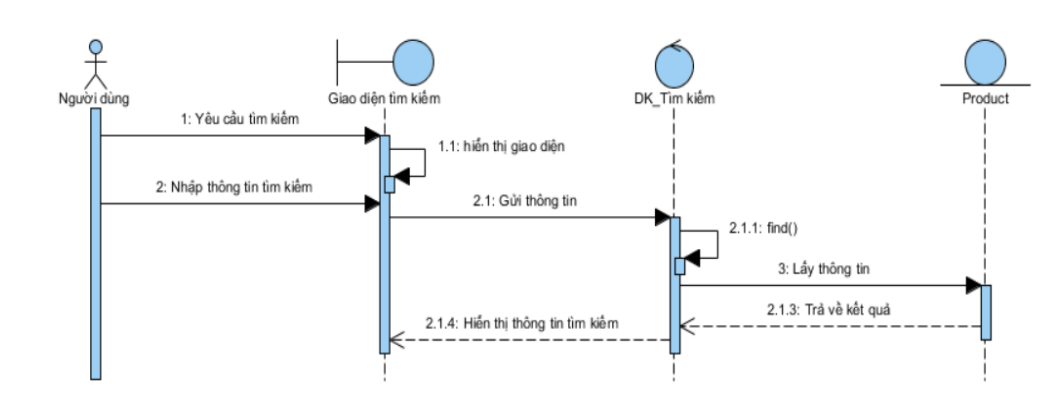 Người dùng
Giao diện tìm kiếm
DK_Tìm kiếm
Product
1: Yêu cầu tìm kiếm
1.1: hiển thị giao diện
2: Nhập thông tin tìm kiếm
2.1: Gửi thông tin
2.1.1: find()
3: Lấy thông tin
2.1.3: Trả về kết quả
2.1.4: Hiển thị thông tin tìm kiếm